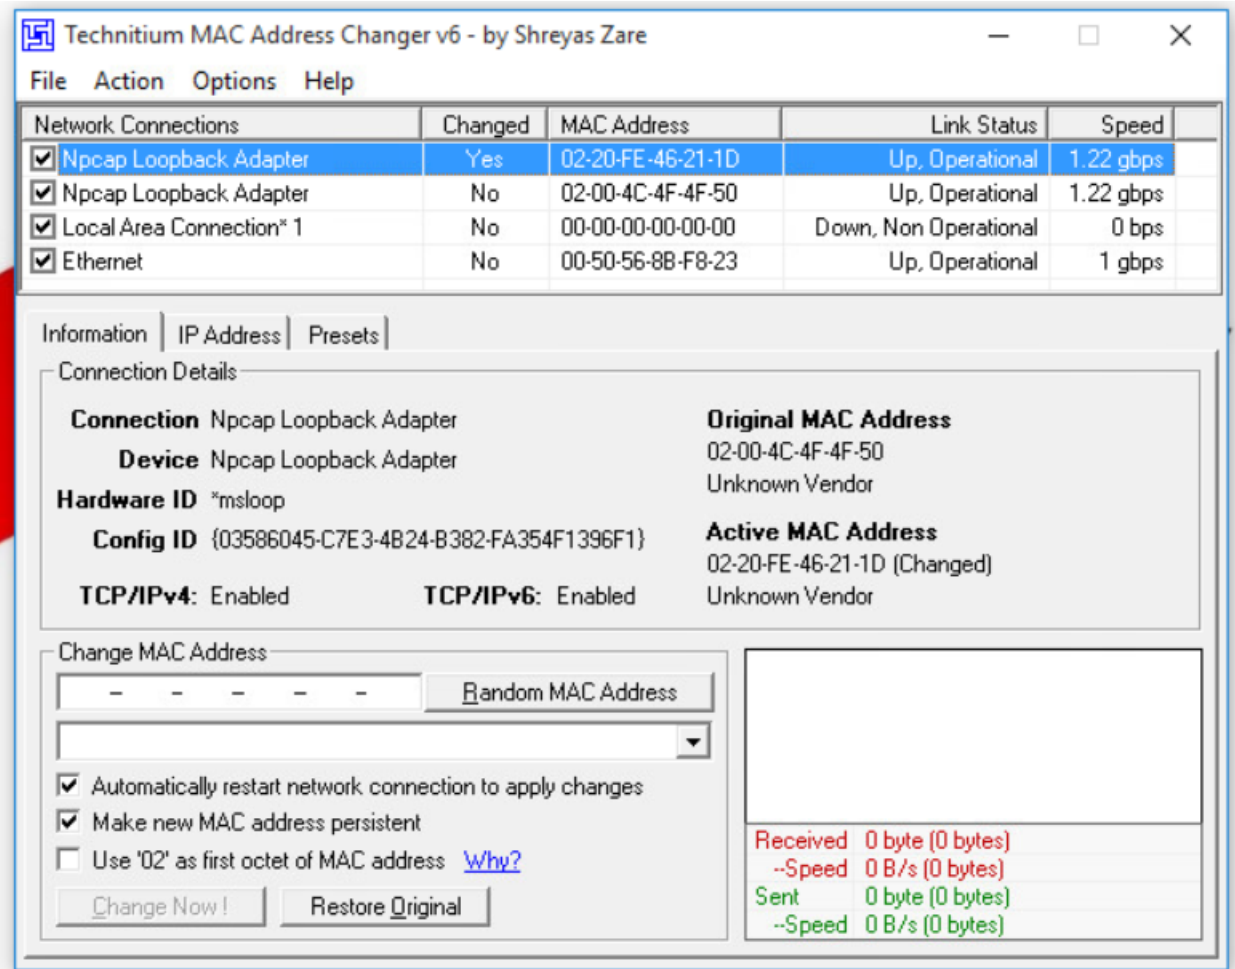 Technitium MAC Address Changer v6 - by Shreyas Zare
File Action Options Help
Network Connections Changed MAC Address Link Status Speed
Npcap Loopback Adapter Yes 02-20-FE-46-21-1D Up, Operational 1.22 gbps
Npcap Loopback Adapter No 02-00-4C-4F-4F-50 Up, Operational 1.22 gbps
Local Area Connection* 1 No 00-00-00-00-00-00 Down, Non Operational 0 bps
Ethernet No 00-50-56-8B-F8-23 Up, Operational 1 gbps
Information IP Address Presets
Connection Details
Connection Npcap Loopback Adapter
Device Npcap Loopback Adapter
Hardware ID *msloop
Config ID {03586045-C7E3-4B24-B382-FA354F1396F1}
TCP/IPv4: Enabled TCP/IPv6: Enabled
Original MAC Address
02-00-4C-4F-4F-50
Unknown Vendor
Active MAC Address
02-20-FE-46-21-1D (Changed)
Unknown Vendor
Change MAC Address
- - - - - Random MAC Address
Automatically restart network connection to apply changes
Make new MAC address persistent
Use '02' as first octet of MAC address Why?
Change Now ! Restore Original
Received 0 byte (0 bytes)
--Speed 0 B/s (0 bytes)
Sent 0 byte (0 bytes)
--Speed 0 B/s (0 bytes)